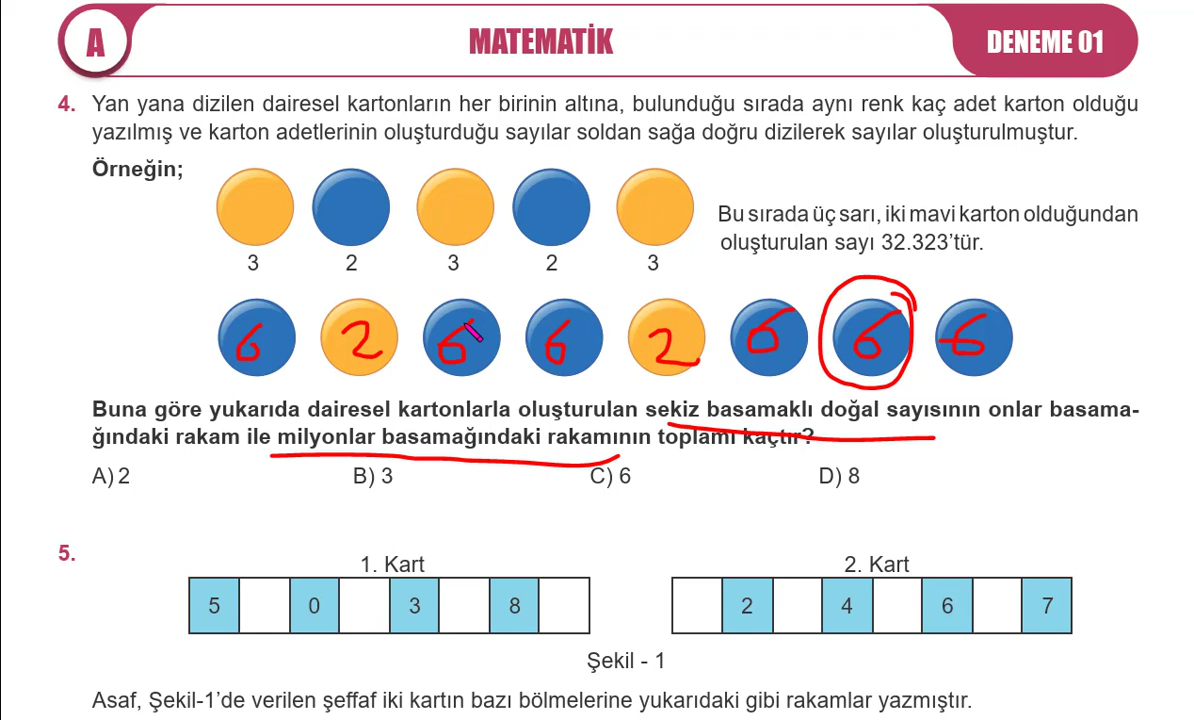 A
MATEMATİK
DENEME 01
4. Yan yana dizilen dairesel kartonların her birinin altına, bulunduğu sırada aynı renk kaç adet karton olduğu
yazılmış ve karton adetlerinin oluşturduğu sayılar soldan sağa doğru dizilerek sayılar oluşturulmuştur.
Örneğin;
3 2 3 2 3
Bu sırada üç sarı, iki mavi karton olduğundan
oluşturulan sayı 32.323’tür.
6 2 6 6 2 6 6 6
Buna göre yukarıda dairesel kartonlarla oluşturulan sekiz basamaklı doğal sayısının onlar basama-
ğındaki rakam ile milyonlar basamağındaki rakamının toplamı kaçtır?
A) 2 B) 3 C) 6 D) 8
5.
1. Kart
5 0 3 8
2. Kart
2 4 6 7
Şekil - 1
Asaf, Şekil-1’de verilen şeffaf iki kartın bazı bölmelerine yukarıdaki gibi rakamlar yazmıştır.